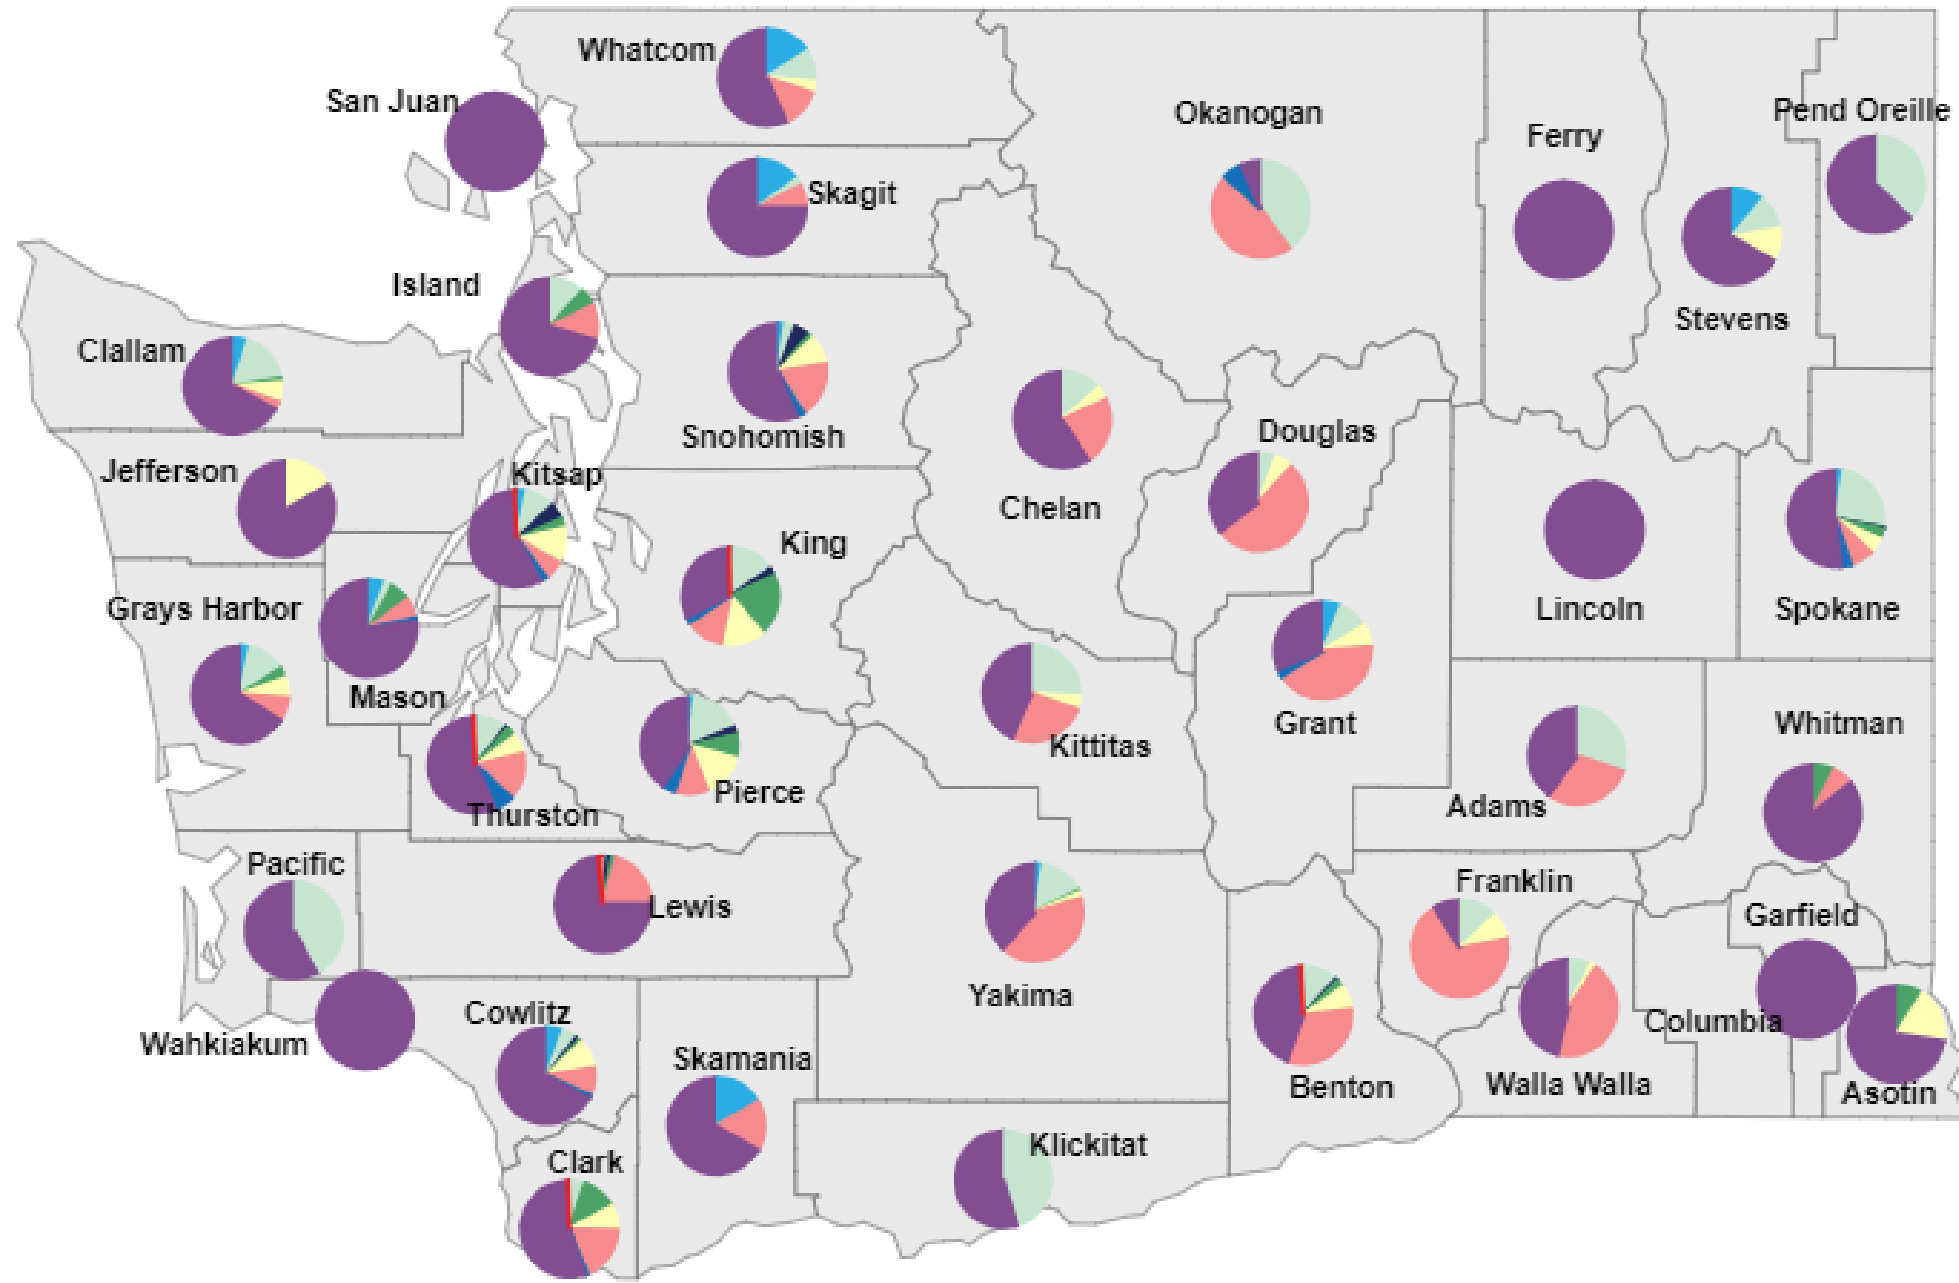 Whatcom
San Juan
Okanogan
Pend Oreille
Ferry
Skagit
Island
Stevens
Clallam
Snohomish
Douglas
Jefferson
Kitsap
Chelan
King
Grays Harbor
Lincoln
Spokane
Mason
Kittitas
Grant
Whitman
Pierce
Adams
Thurston
Pacific
Franklin
Lewis
Garfield
Yakima
Cowlitz
Columbia
Wahkiakum
Skamania
Benton
Walla Walla
Asotin
Klickitat
Clark